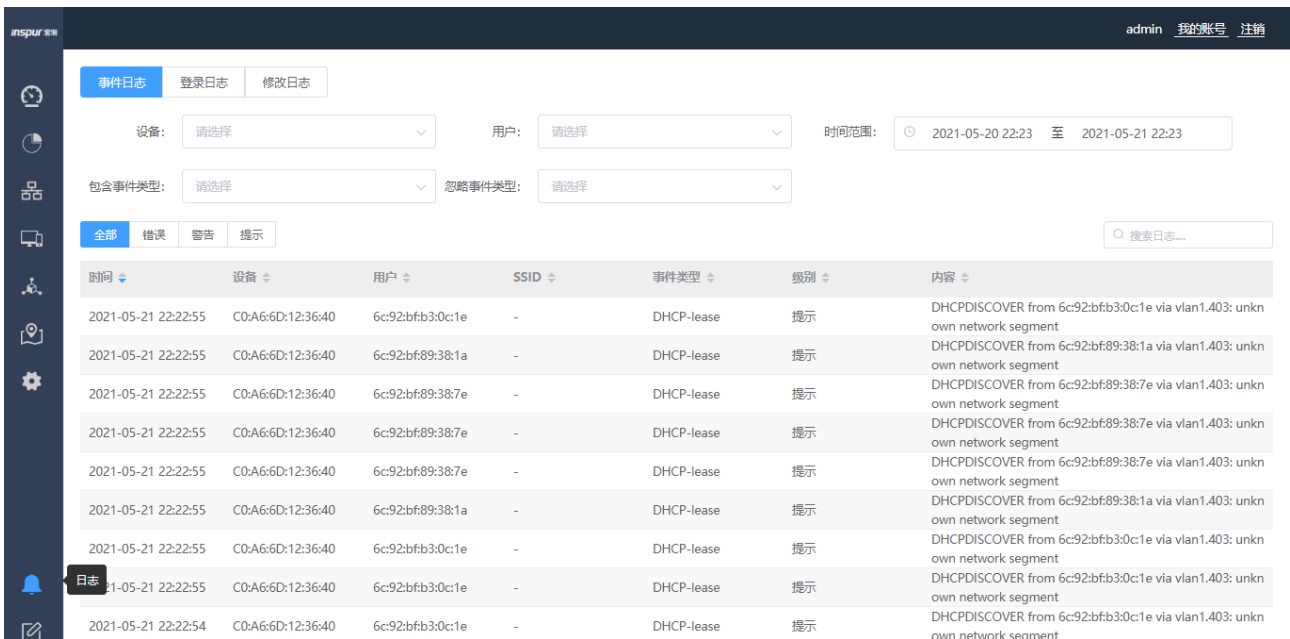 inspur 浪潮
admin 我的账号 注销
事件日志 登录日志 修改日志
设备: 请选择 用户: 请选择 时间范围: 2021-05-20 22:23 至 2021-05-21 22:23
包含事件类型: 请选择 忽略事件类型: 请选择
全部 错误 警告 提示 搜索日志....
时间 设备 用户 SSID 事件类型 级别 内容
2021-05-21 22:22:55 C0:A6:6D:12:36:40 6c:92:bf:b3:0c:1e - DHCP-lease 提示 DHCPDISCOVER from 6c:92:bf:b3:0c:1e via vlan1.403: unkn
own network segment
2021-05-21 22:22:55 C0:A6:6D:12:36:40 6c:92:bf:89:38:1a - DHCP-lease 提示 DHCPDISCOVER from 6c:92:bf:89:38:1a via vlan1.403: unkn
own network segment
2021-05-21 22:22:55 C0:A6:6D:12:36:40 6c:92:bf:89:38:7e - DHCP-lease 提示 DHCPDISCOVER from 6c:92:bf:89:38:7e via vlan1.403: unkn
own network segment
2021-05-21 22:22:55 C0:A6:6D:12:36:40 6c:92:bf:89:38:7e - DHCP-lease 提示 DHCPDISCOVER from 6c:92:bf:89:38:7e via vlan1.403: unkn
own network segment
2021-05-21 22:22:55 C0:A6:6D:12:36:40 6c:92:bf:89:38:7e - DHCP-lease 提示 DHCPDISCOVER from 6c:92:bf:89:38:7e via vlan1.403: unkn
own network segment
2021-05-21 22:22:55 C0:A6:6D:12:36:40 6c:92:bf:89:38:1a - DHCP-lease 提示 DHCPDISCOVER from 6c:92:bf:89:38:1a via vlan1.403: unkn
own network segment
2021-05-21 22:22:55 C0:A6:6D:12:36:40 6c:92:bf:b3:0c:1e - DHCP-lease 提示 DHCPDISCOVER from 6c:92:bf:b3:0c:1e via vlan1.403: unkn
own network segment
日志 1-05-21 22:22:55 C0:A6:6D:12:36:40 6c:92:bf:b3:0c:1e - DHCP-lease 提示 DHCPDISCOVER from 6c:92:bf:b3:0c:1e via vlan1.403: unkn
own network segment
2021-05-21 22:22:54 C0:A6:6D:12:36:40 6c:92:bf:b3:0c:1e - DHCP-lease 提示 DHCPDISCOVER from 6c:92:bf:b3:0c:1e via vlan1.403: unkn
own network segment